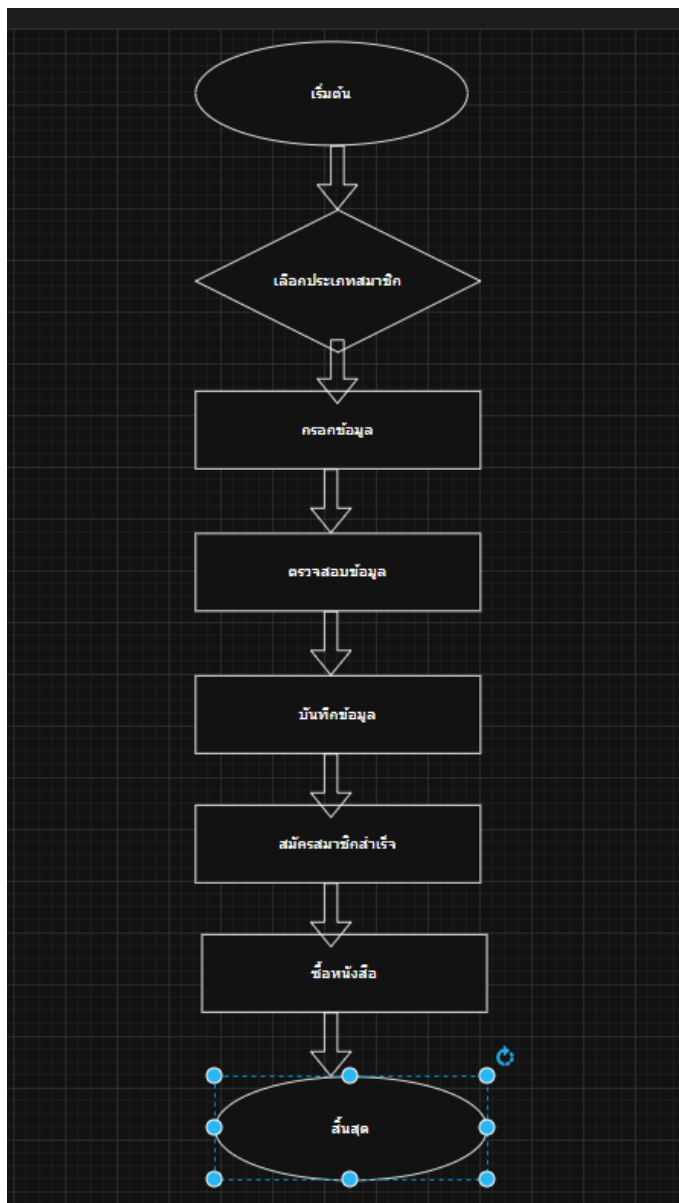 เริ่มต้น
เลือกประเภทสมาชิก
กรอกข้อมูล
ตรวจสอบข้อมูล
บันทึกข้อมูล
สมัครสมาชิกสำเร็จ
ซื้อหนังสือ
สิ้นสุด